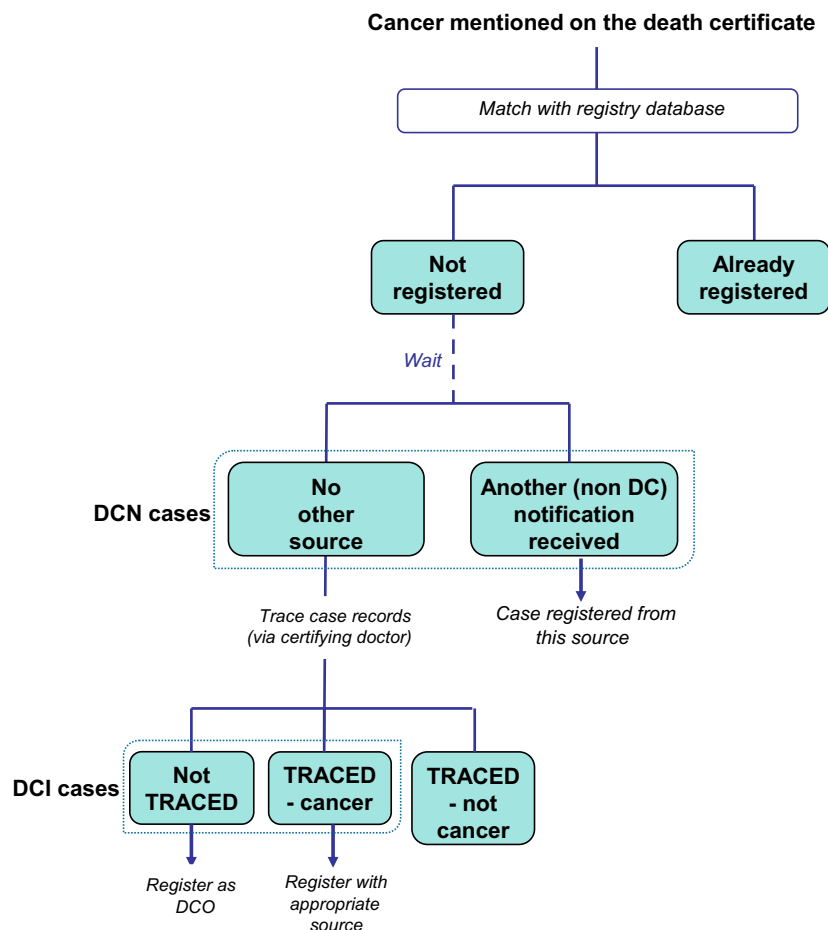 Cancer mentioned on the death certificate
Match with registry database
Not
registered
Already
registered
Wait
DCN cases
No
other
source
Another (non DC)
notification
received
Trace case records
(via certifying doctor)
Case registered from
this source
DCI cases
Not
TRACED
TRACED
- cancer
TRACED
- not
cancer
Register as
DCO
Register with
appropriate
source